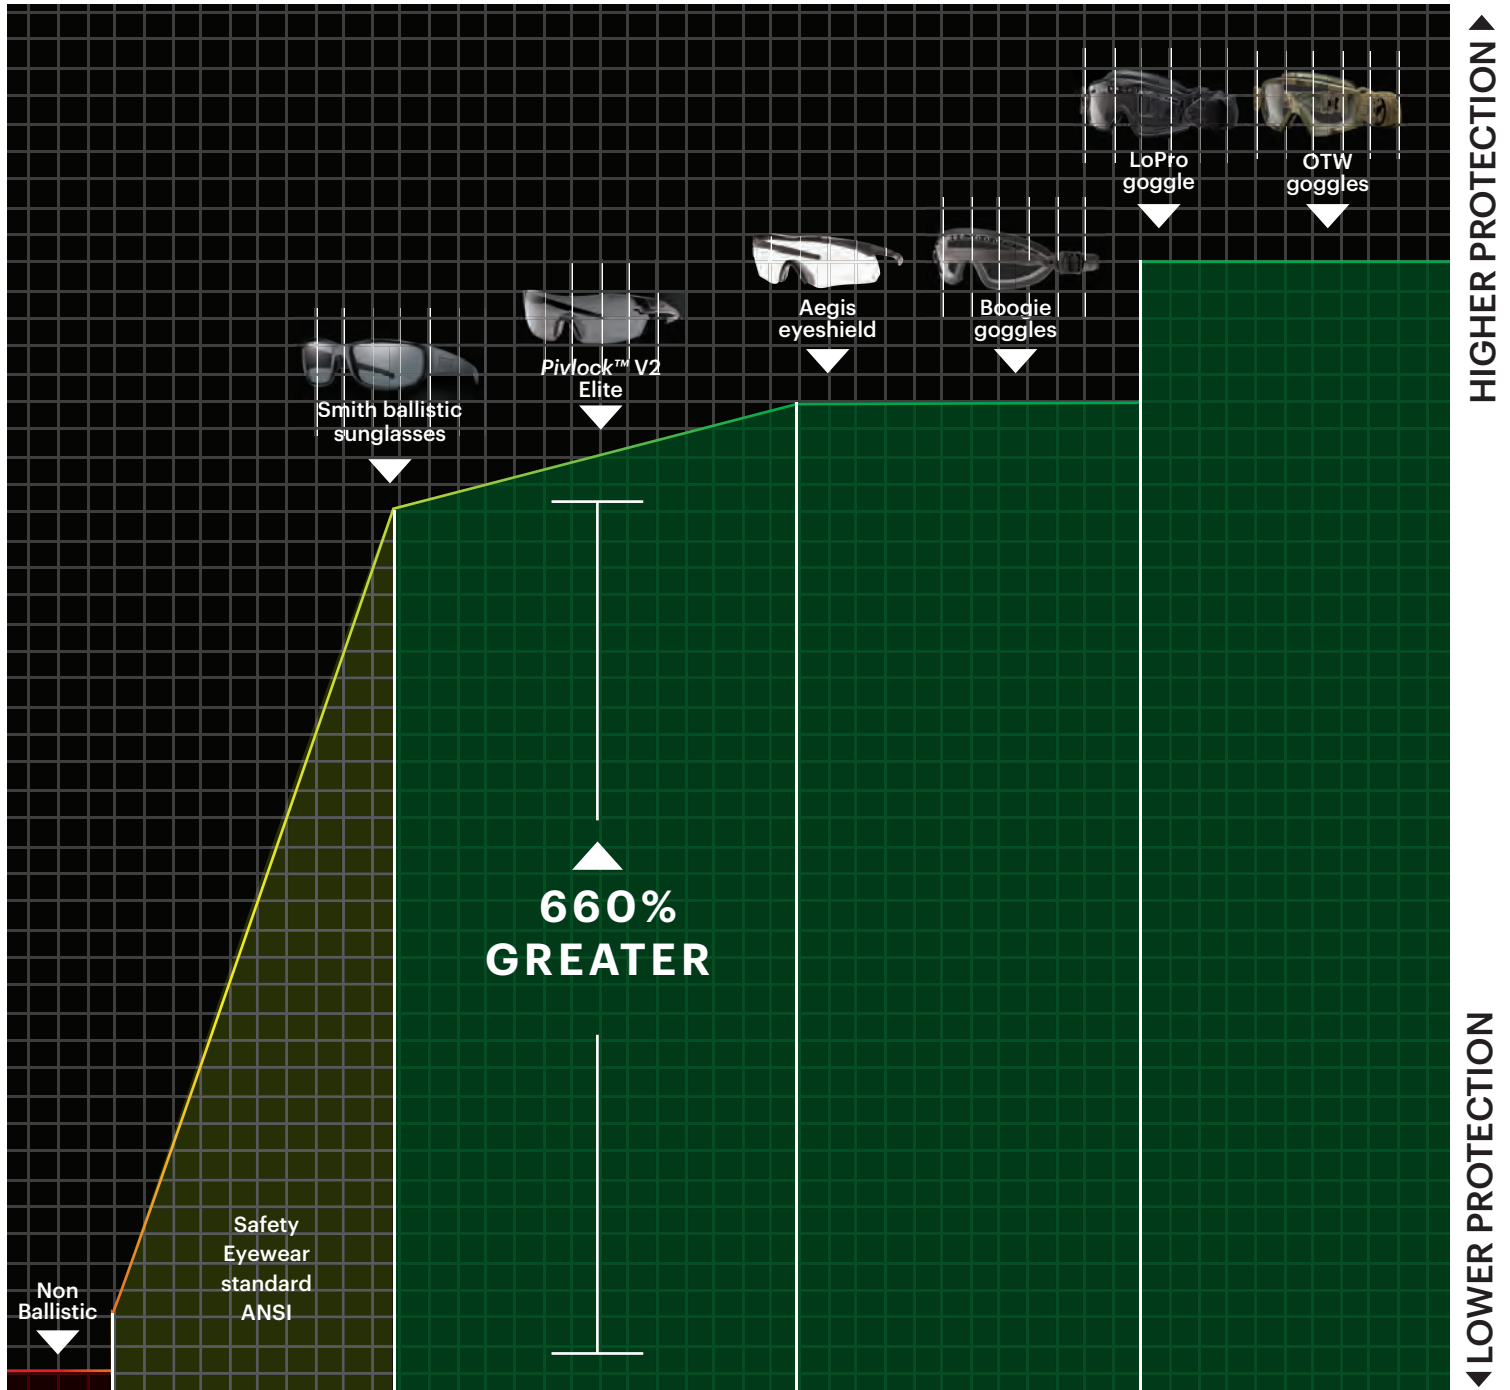 HIGHER PROTECTION
LoPro
goggle
OTW
goggles
Aegis
eyeshield
Boogie
goggles
Pivlock™ V2
Elite
Smith ballistic
sunglasses
660%
GREATER
Safety
Eyewear
standard
ANSI
Non
Ballistic
LOWER PROTECTION